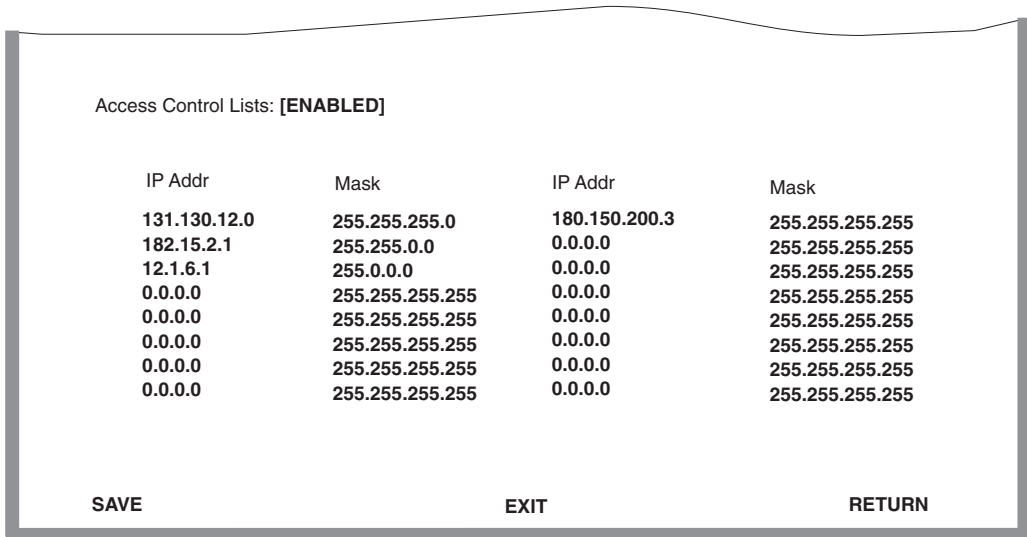 Access Control Lists: [ENABLED]
IP Addr Mask IP Addr Mask
131.130.12.0 255.255.255.0 180.150.200.3 255.255.255.255
182.15.2.1 255.255.0.0 0.0.0.0 255.255.255.255
12.1.6.1 255.0.0.0 0.0.0.0 255.255.255.255
0.0.0.0 255.255.255.255 0.0.0.0 255.255.255.255
0.0.0.0 255.255.255.255 0.0.0.0 255.255.255.255
0.0.0.0 255.255.255.255 0.0.0.0 255.255.255.255
0.0.0.0 255.255.255.255 0.0.0.0 255.255.255.255
0.0.0.0 255.255.255.255 0.0.0.0 255.255.255.255
SAVE EXIT RETURN